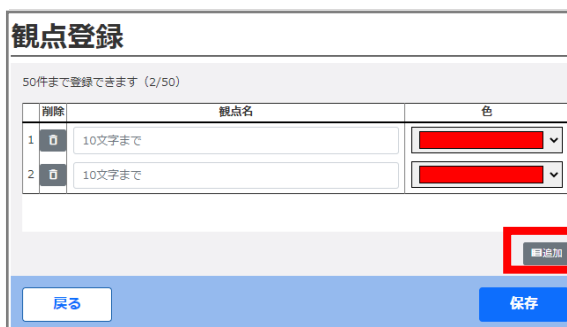 観点登録
50件まで登録できます（2/50）
削除 観点名 色
1 10文字まで
2 10文字まで
追加
戻る 保存